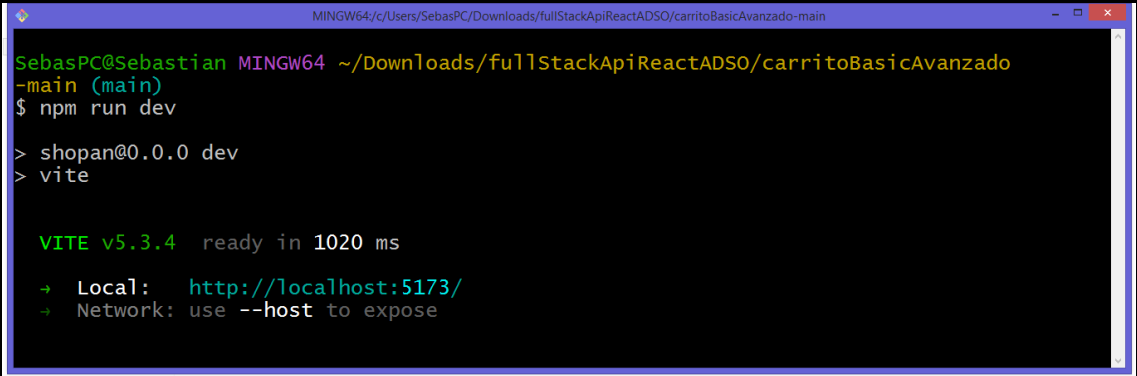 MINGW64:/c/Users/SebasPC/Downloads/fullStackApiReactADSO/carritoBasicAvanzado-main
SebasPC@Sebastian MINGW64 ~/Downloads/fullStackApiReactADSO/carritoBasicAvanzado
-main (main)
$ npm run dev
> shopan@0.0.0 dev
> vite
VITE v5.3.4 ready in 1020 ms
➜ Local: http://localhost:5173/
➜ Network: use --host to expose